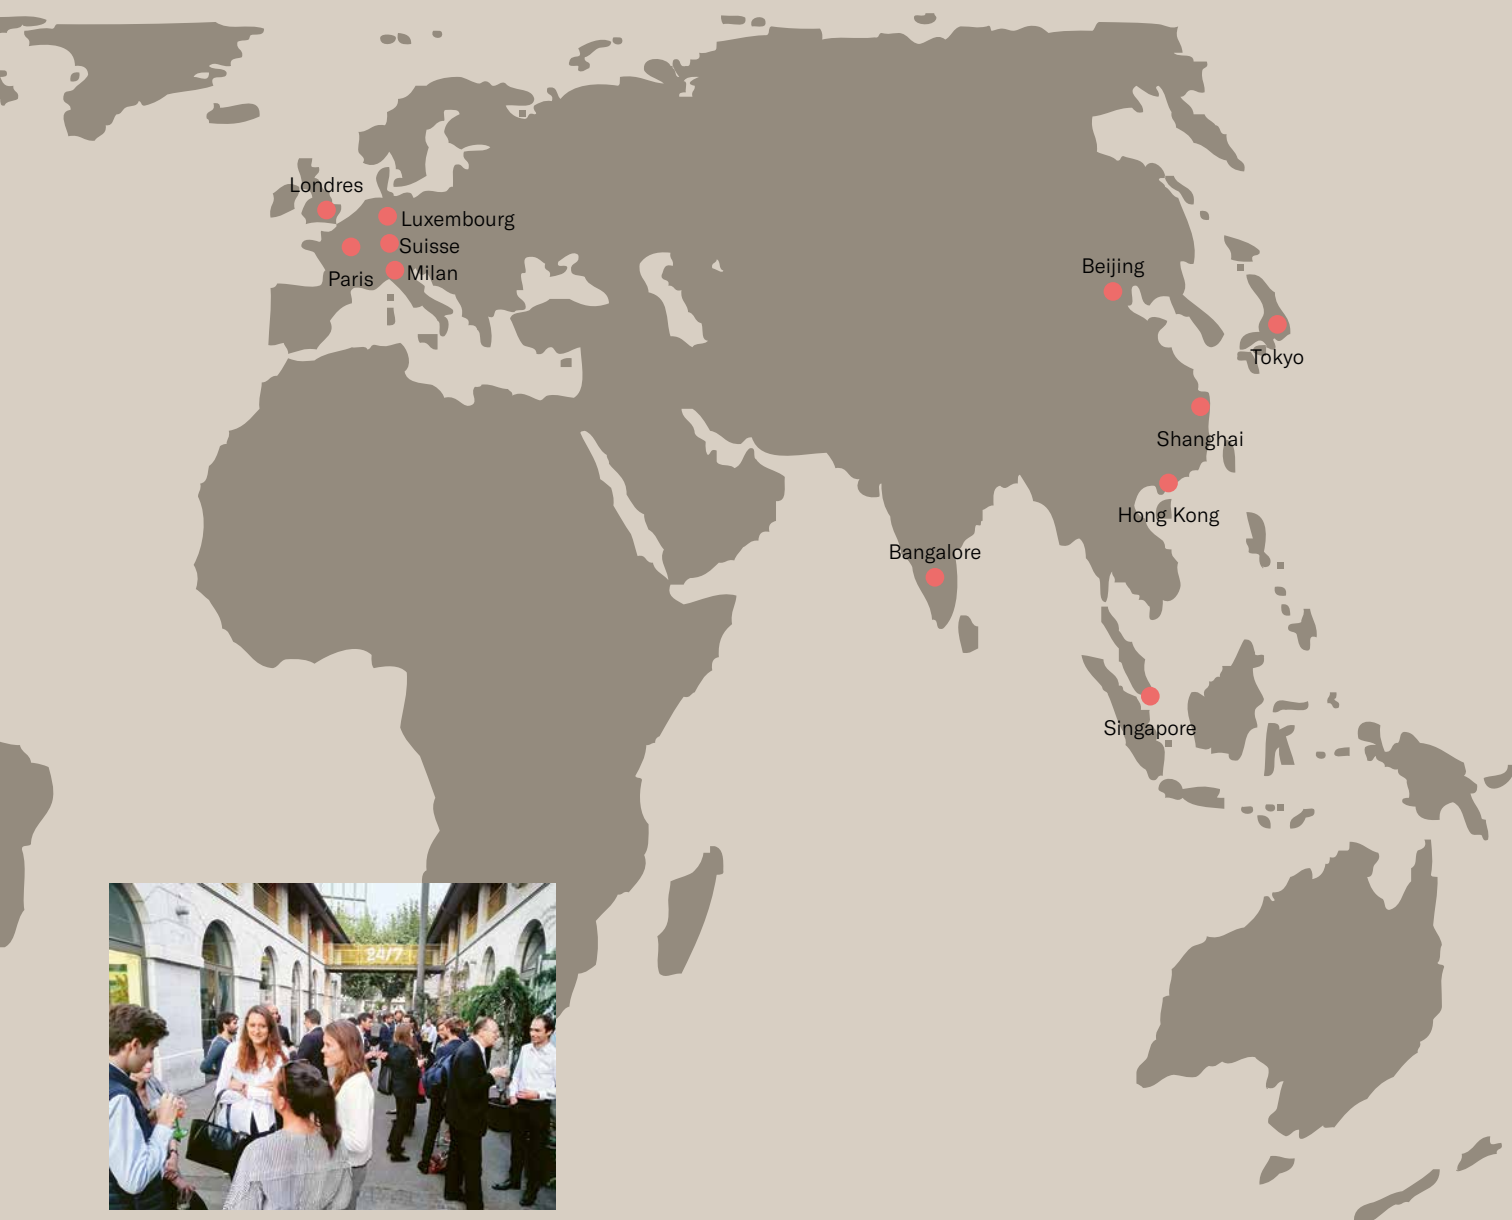 Londres
Luxembourg
Suisse
Paris
Milan
Beijing
Tokyo
Shanghai
Hong Kong
Bangalore
Singapore
24/7